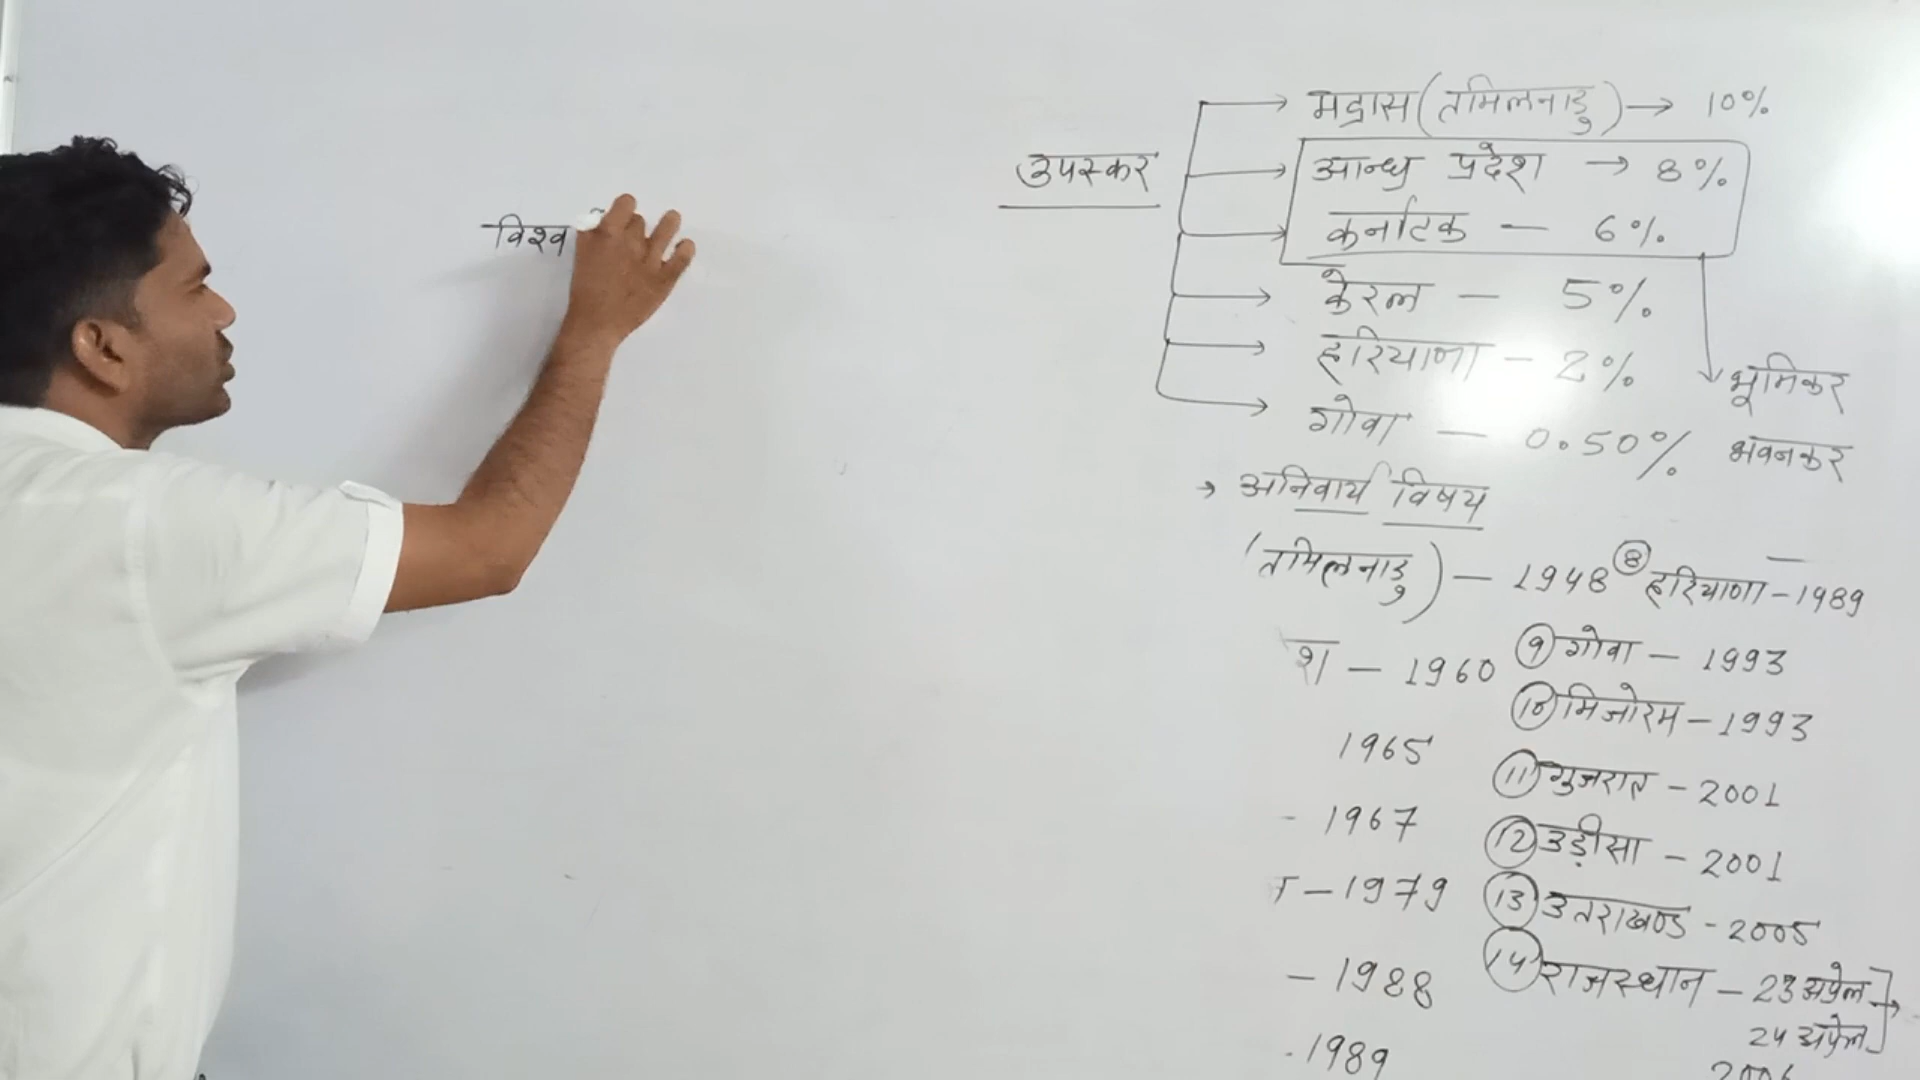 विश्व
उपस्कर
मद्रास (तमिलनाडु) → 10%
आन्ध्र प्रदेश → 8%
कर्नाटक — 6%
केरल — 5%
हरियाणा — 2%
गोवा — 0.50%
भूमिकर
भवनकर
→ अनिवार्य विषय
(तमिलनाडु) — 1948
श — 1960
1965
- 1967
— 1979
— 1988
1989
⑧ हरियाणा — 1989
⑨ गोवा — 1993
⑩ मिजोरम — 1993
⑪ गुजरात — 2001
⑫ उड़ीसा — 2001
⑬ उतराखण्ड - 2005
⑭ राजस्थान — 23 अप्रेल
24 अप्रेल
2006